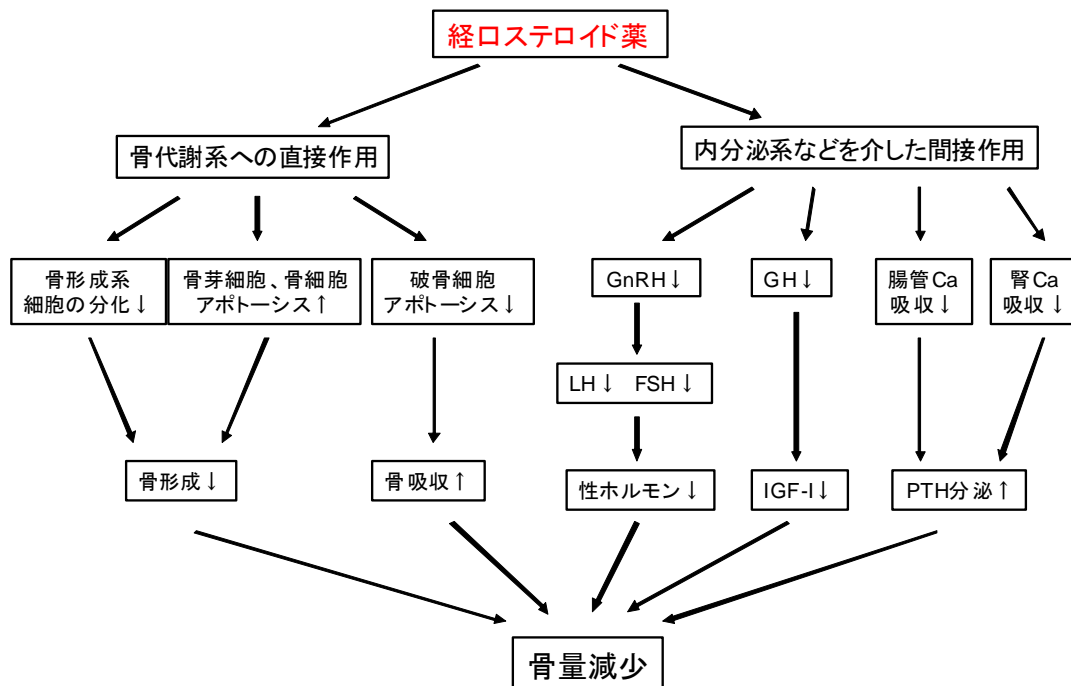 経口ステロイド薬
骨代謝系への直接作用
内分泌系などを介した間接作用
骨形成系
細胞の分化↓
骨芽細胞、骨細胞
アポトーシス↑
破骨細胞
アポトーシス↓
GnRH↓
GH↓
腸管Ca
吸収↓
腎Ca
吸収↓
LH↓ FSH↓
骨形成↓
骨吸収↑
性ホルモン↓
IGF-I↓
PTH分泌↑
骨量減少